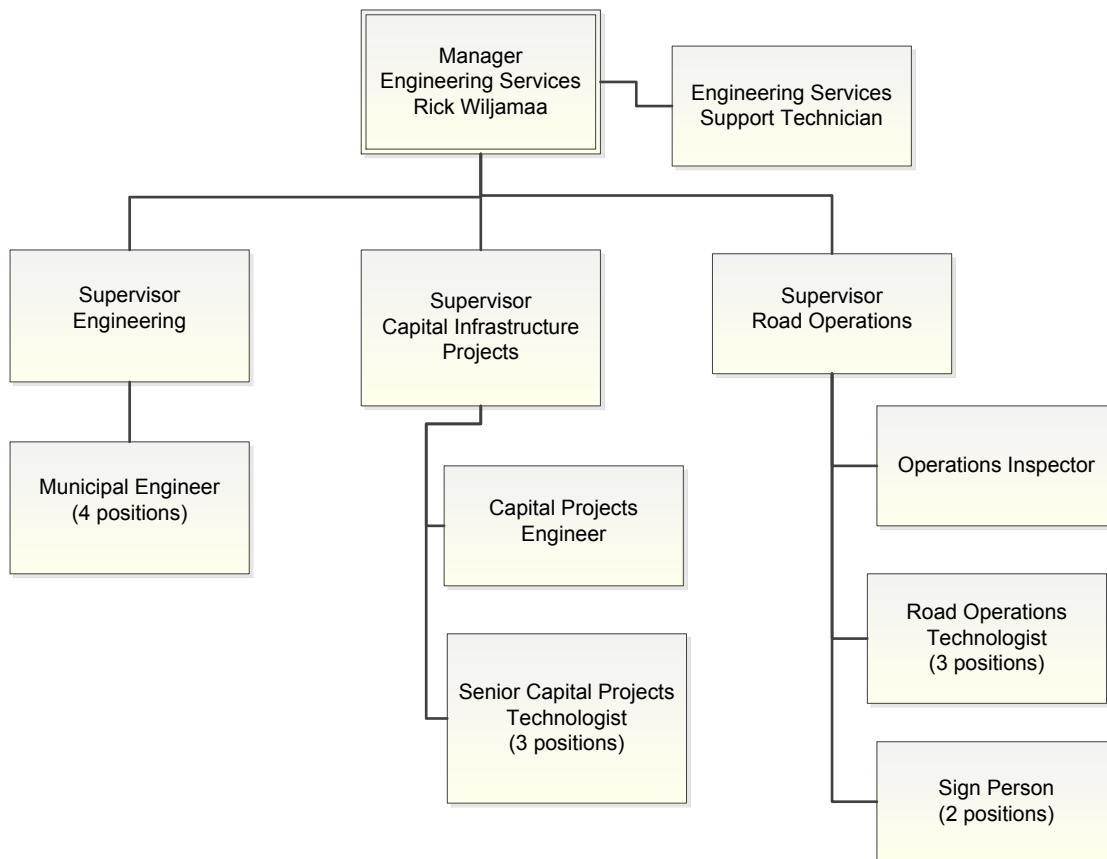 Manager
Engineering Services
Rick Wiljamaa
Engineering Services
Support Technician
Supervisor
Engineering
Supervisor
Capital Infrastructure
Projects
Supervisor
Road Operations
Municipal Engineer
(4 positions)
Capital Projects
Engineer
Senior Capital Projects
Technologist
(3 positions)
Operations Inspector
Road Operations
Technologist
(3 positions)
Sign Person
(2 positions)